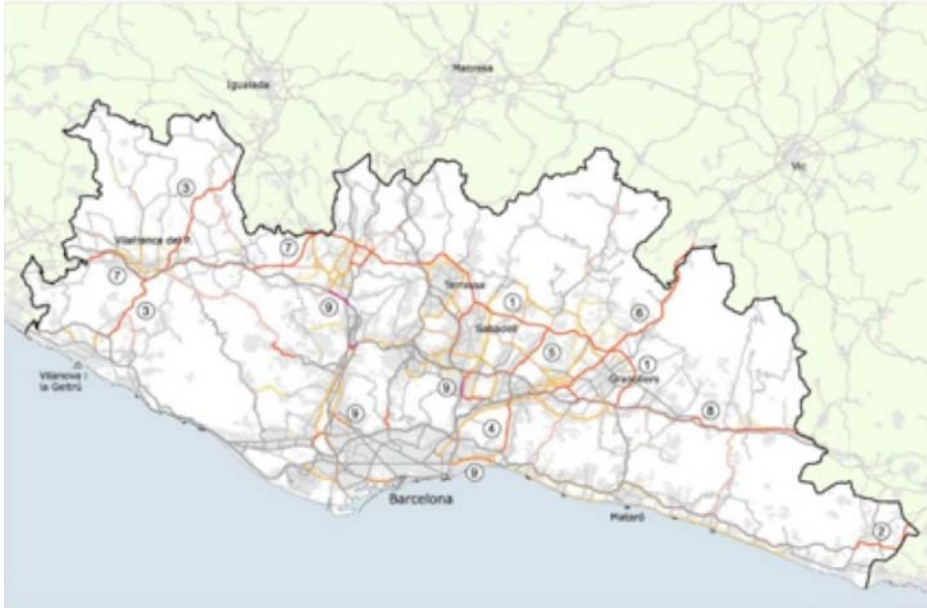 Manresa
Igualada
Vic
3
Vilafranca del P.
7
7
Terrassa
9
1
6
3
Sabadell
5
1
Vilanova i
la Geltrú
9
Granollers
9
4
8
9
Barcelona
Mataró
2